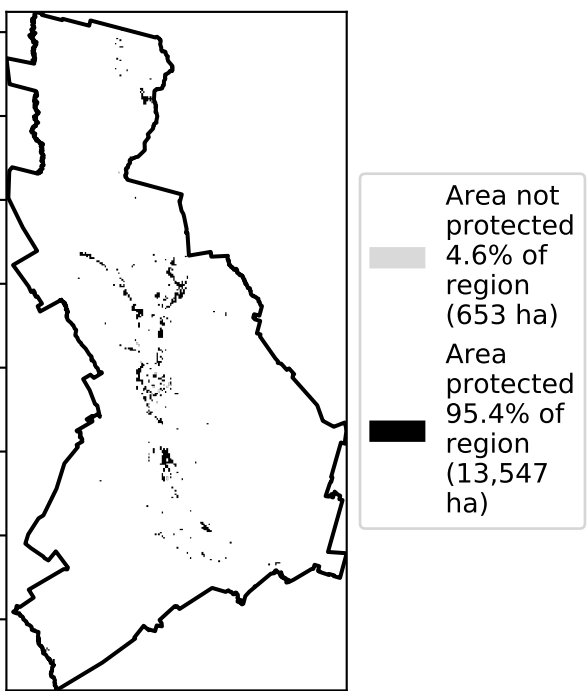 Area not
protected
4.6% of
region
(653 ha)
Area
protected
95.4% of
region
(13,547
ha)